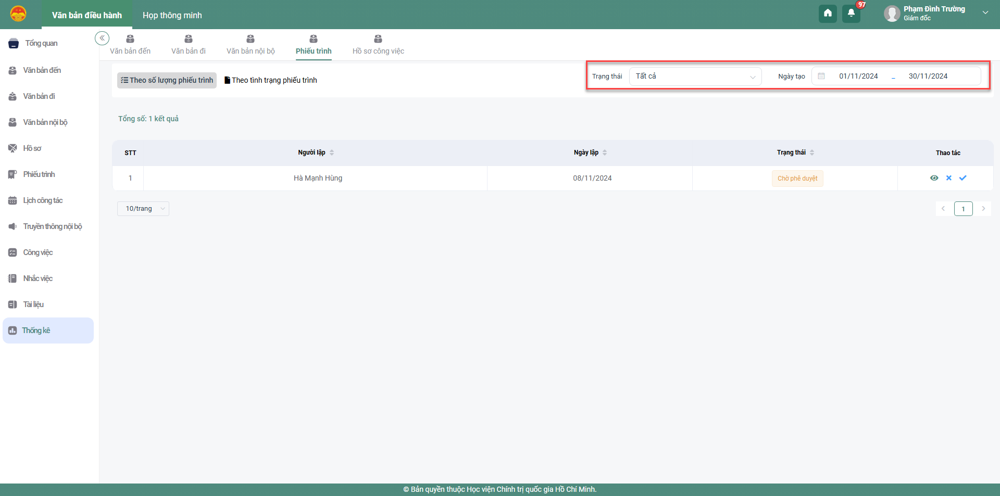 Văn bản điều hành
Họp thông minh
97
Phạm Đình Trường
Giám đốc
Tổng quan
Văn bản đến
Văn bản đi
Văn bản nội bộ
Hồ sơ
Phiếu trình
Lịch công tác
Truyền thông nội bộ
Công việc
Nhắc việc
Tài liệu
Thống kê
Văn bản đến
Văn bản đi
Văn bản nội bộ
Phiếu trình
Hồ sơ công việc
Theo số lượng phiếu trình
Theo tình trạng phiếu trình
Trạng thái
Tất cả
Ngày tạo
01/11/2024
–
30/11/2024
Tổng số: 1 kết quả
STT Người lập Ngày lập Trạng thái Thao tác
1 Hà Mạnh Hùng 08/11/2024 Chờ phê duyệt
10/trang
1
© Bản quyền thuộc Học viện Chính trị quốc gia Hồ Chí Minh.